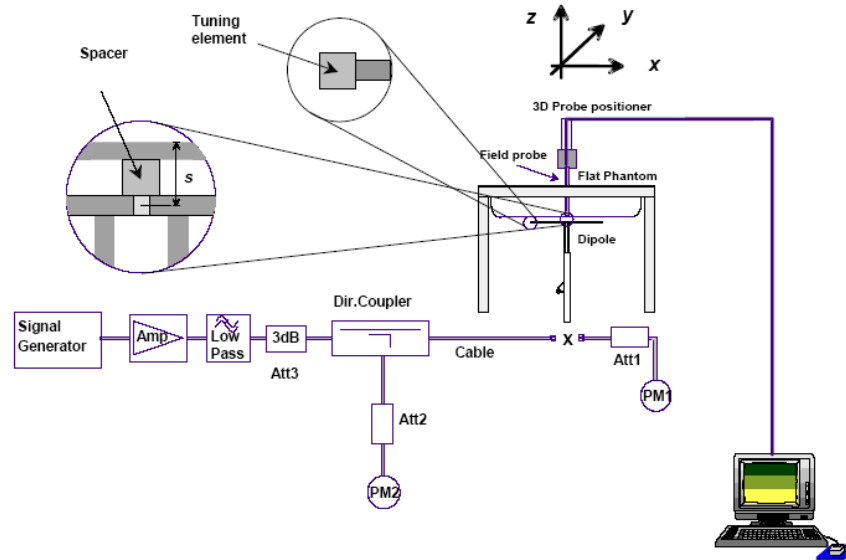 Tuning
element
Spacer
s
z
y
x
3D Probe positioner
Field probe
Flat Phantom
Dipole
Dir.Coupler
Signal
Generator
Amp
Low
Pass
3dB
Att3
Cable
X
Att1
PM1
Att2
PM2